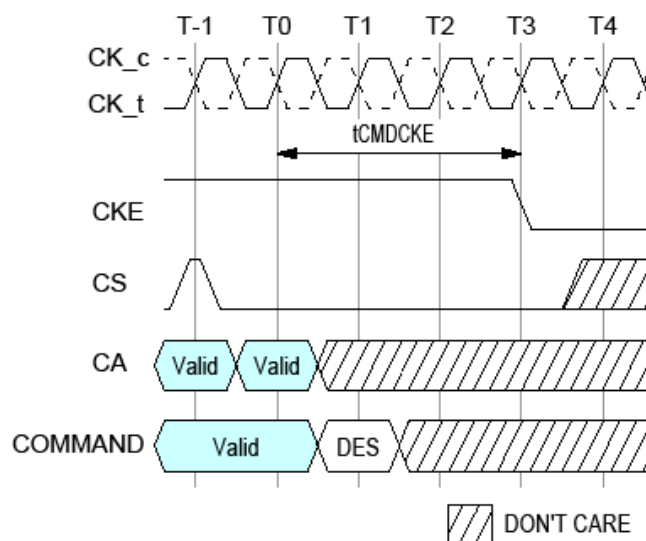 T-1 T0 T1 T2 T3 T4
CK_c
CK_t
tCMDCKE
CKE
CS
CA Valid Valid
COMMAND Valid DES
DON'T CARE